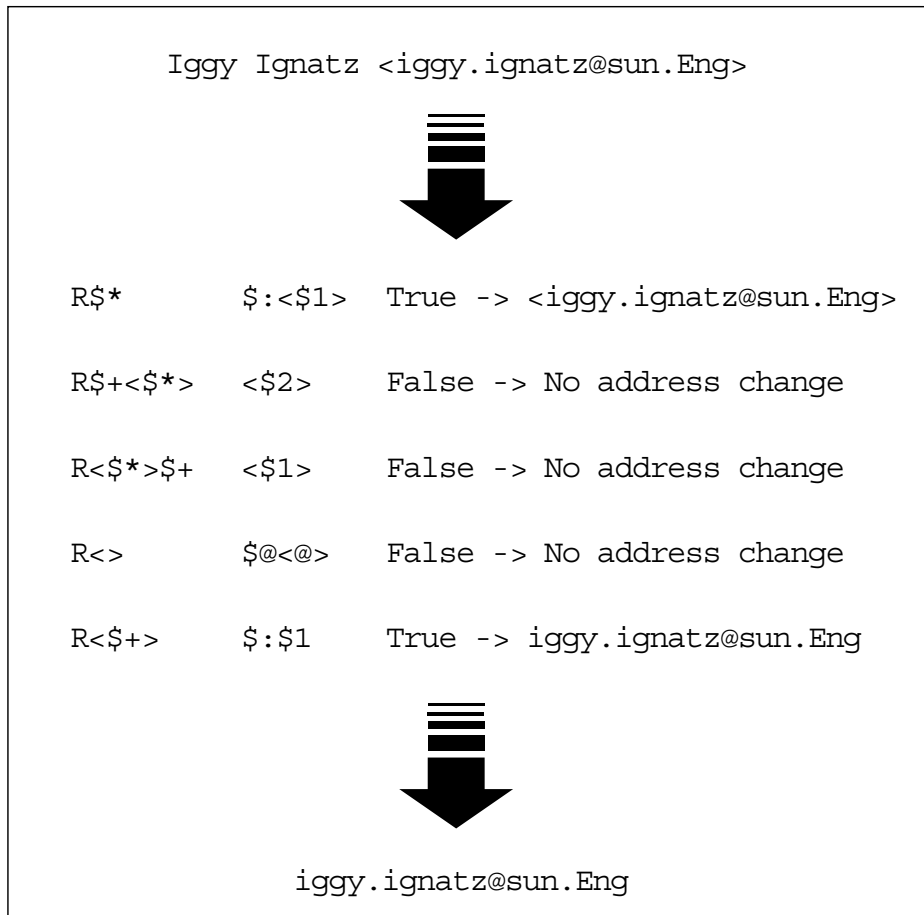 Iggy Ignatz <iggy.ignatz@sun.Eng>
R$* $:<$1> True -> <iggy.ignatz@sun.Eng>
R$+<$*> <$2> False -> No address change
R<$*>$+ <$1> False -> No address change
R<> $@<@> False -> No address change
R<$+> $:$1 True -> iggy.ignatz@sun.Eng
iggy.ignatz@sun.Eng